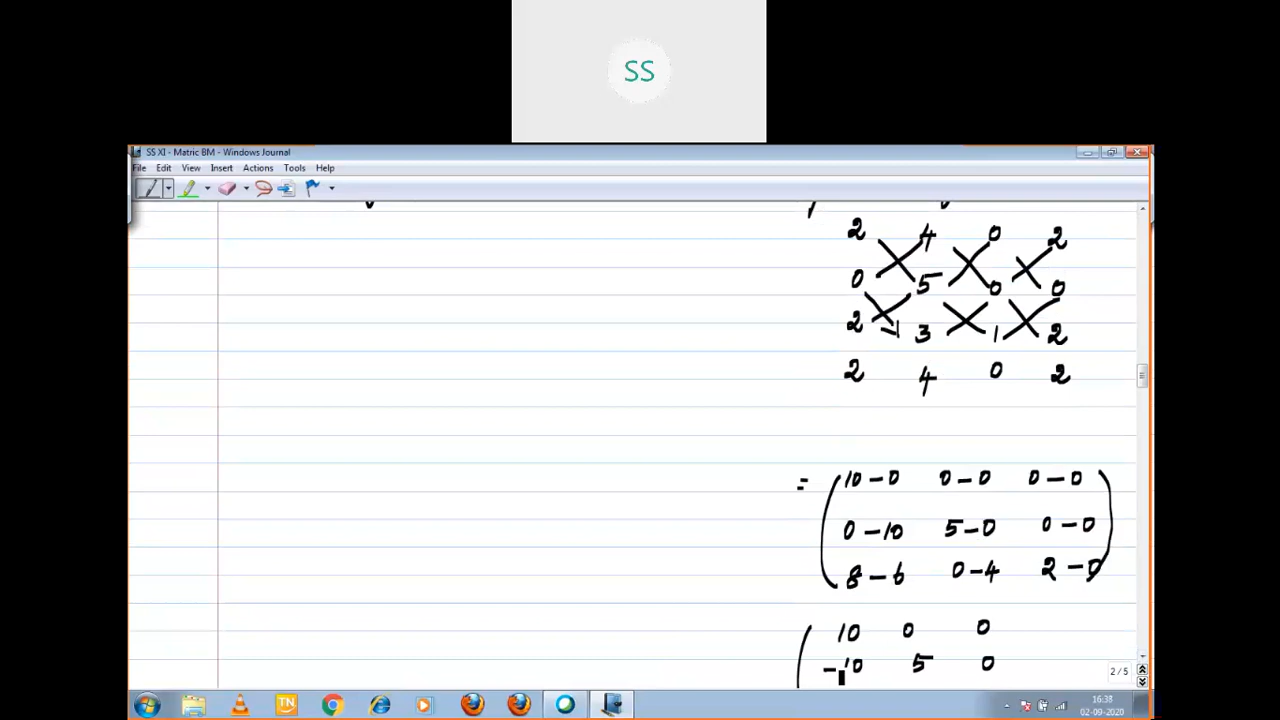 SS
SS XI - Matric BM - Windows Journal
File Edit View Insert Actions Tools Help
2 4 0 2
0 5 0 0
2 3 1 2
2 4 0 2
= ( 10 - 0 0 - 0 0 - 0 )
0 - 10 5 - 0 0 - 0
8 - 6 0 - 4 2 - 0
( 10 0 0
-10 5 0
2/5
TN
16:38
02-09-2020